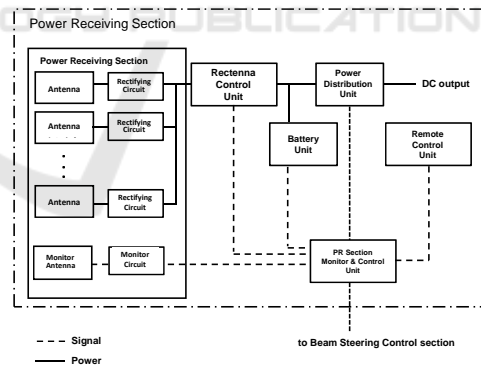 Power Receiving Section
Power Receiving Section
Antenna
Rectifying
Circuit
Antenna
Rectifying
Circuit
Antenna
Rectifying
Circuit
Monitor
Antenna
Monitor
Circuit
Rectenna
Control
Unit
Power
Distribution
Unit
DC output
Battery
Unit
Remote
Control
Unit
PR Section
Monitor & Control
Unit
Signal
Power
to Beam Steering Control section